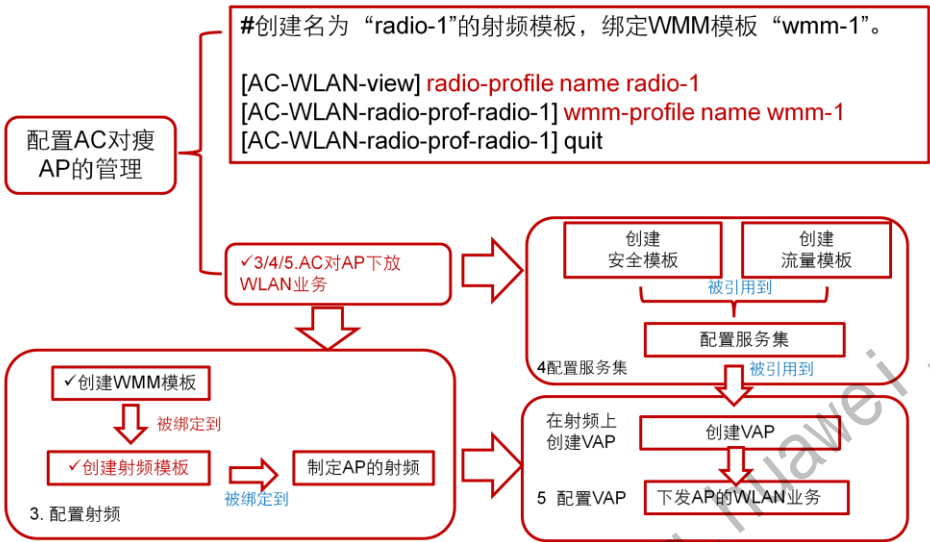 #创建名为“radio-1”的射频模板，绑定WMM模板“wmm-1”。
[AC-WLAN-view] radio-profile name radio-1
[AC-WLAN-radio-prof-radio-1] wmm-profile name wmm-1
[AC-WLAN-radio-prof-radio-1] quit
配置AC对瘦
AP的管理
✓3/4/5.AC对AP下放
WLAN业务
创建
安全模板
创建
流量模板
被引用到
配置服务集
4配置服务集
被引用到
✓创建WMM模板
被绑定到
✓创建射频模板
被绑定到
制定AP的射频
3. 配置射频
在射频上
创建VAP
创建VAP
5 配置VAP
下发AP的WLAN业务
huawei